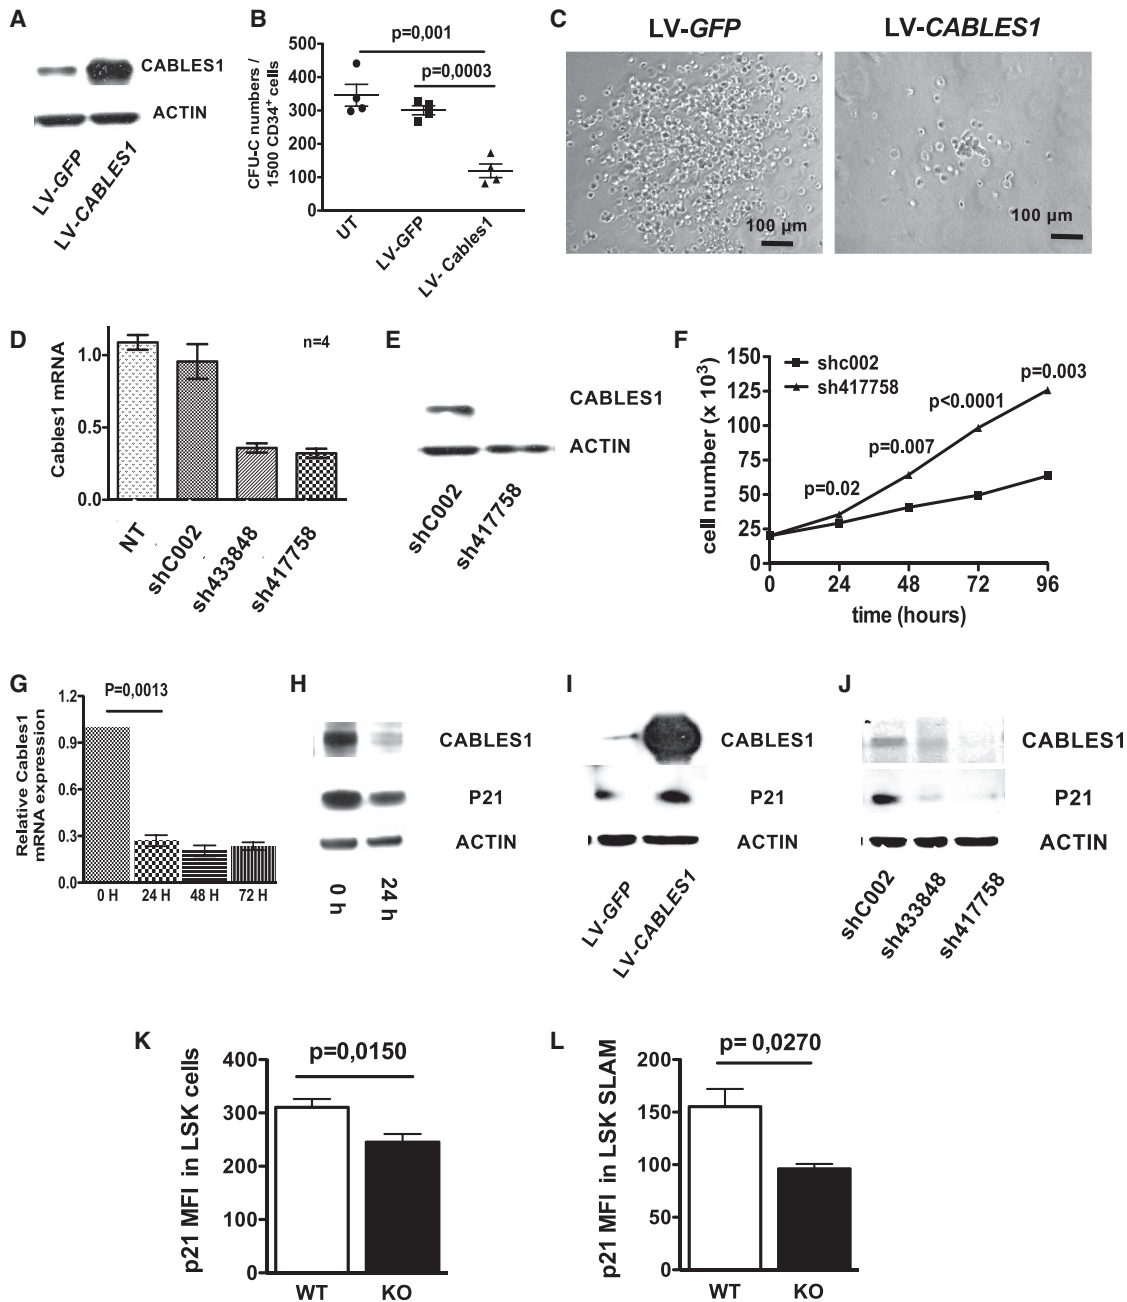 A
CABLES1
ACTIN
LV-GFP
LV-CABLES1
B
CFU-C numbers /
1500 CD34+ cells
500
400
300
200
100
0
p=0,001
p=0,0003
UT
LV-GFP
LV- Cables1
C
LV-GFP
LV-CABLES1
100 µm
100 µm
D
Cables1 mRNA
1.0
0.5
0.0
n=4
NT
shC002
sh433848
sh417758
E
CABLES1
ACTIN
shC002
sh417758
F
cell number (x 10³)
150
125
100
75
50
25
0
shc002
sh417758
p=0.02
p=0.007
p<0.0001
p=0.003
0 24 48 72 96
time (hours)
G
Relative Cables1
mRNA expression
1.2
0.9
0.6
0.3
0.0
P=0,0013
0 H 24 H 48 H 72 H
H
CABLES1
P21
ACTIN
0 h
24 h
I
CABLES1
P21
ACTIN
LV-GFP
LV-CABLES1
J
CABLES1
P21
ACTIN
shC002
sh433848
sh417758
K
p21 MFI in LSK cells
400
300
200
100
0
p=0,0150
WT KO
L
p21 MFI in LSK SLAM
200
150
100
50
0
p= 0,0270
WT KO